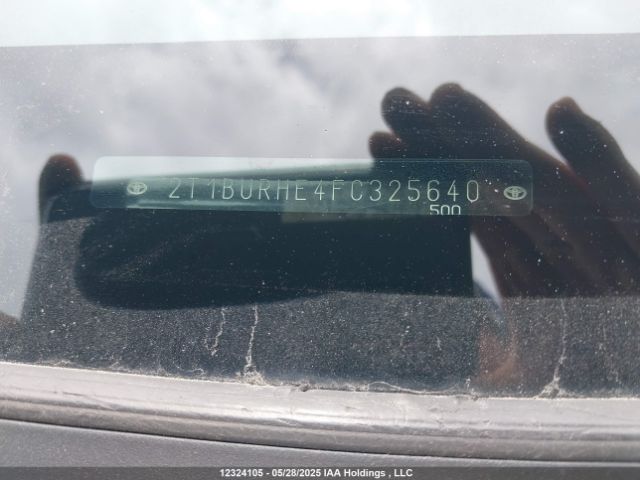 2T1BURHE4FC325640
500
12324105 - 05/28/2025 IAA Holdings , LLC